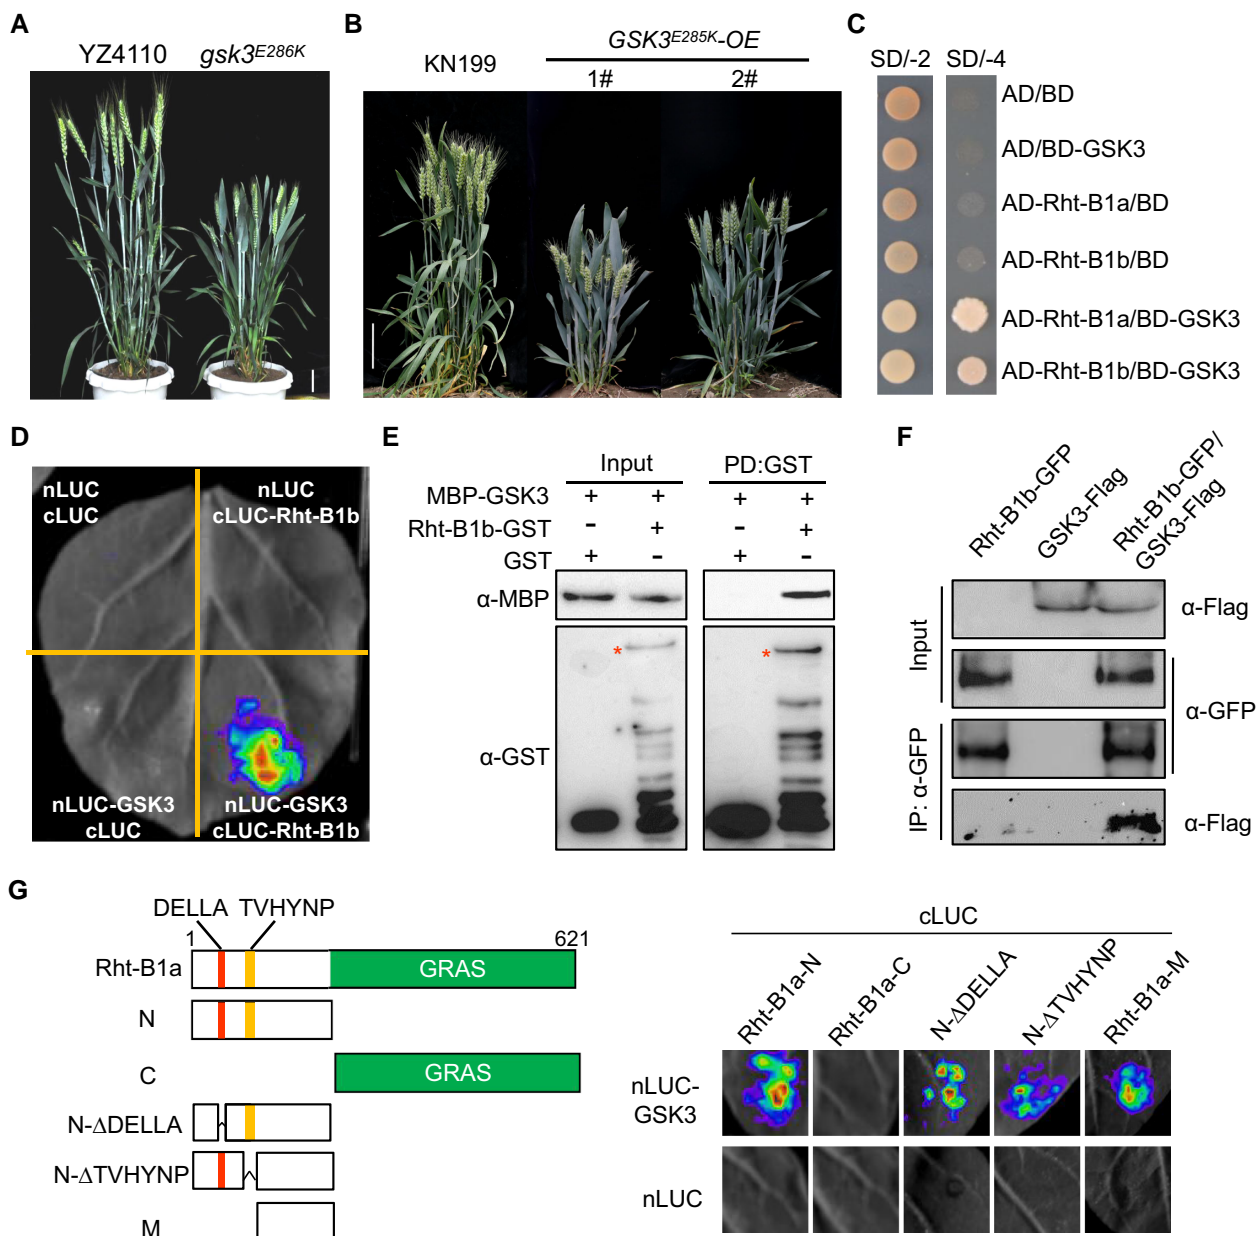 A
YZ4110 gsk3E286K
B
KN199
GSK3E285K-OE
1# 2#
C
SD/-2 SD/-4
AD/BD
AD/BD-GSK3
AD-Rht-B1a/BD
AD-Rht-B1b/BD
AD-Rht-B1a/BD-GSK3
AD-Rht-B1b/BD-GSK3
D
nLUC
cLUC
nLUC
cLUC-Rht-B1b
nLUC-GSK3
cLUC
nLUC-GSK3
cLUC-Rht-B1b
E
Input PD:GST
MBP-GSK3 + + + +
Rht-B1b-GST - + - +
GST + - + -
α-MBP
* *
α-GST
F
Rht-B1b-GFP
GSK3-Flag
Rht-B1b-GFP/
GSK3-Flag
Input
IP: α-GFP
α-Flag
α-GFP
α-Flag
G
DELLA TVHYNP
1 621
Rht-B1a GRAS
N
C GRAS
N-ΔDELLA
N-ΔTVHYNP
M
cLUC
Rht-B1a-N
Rht-B1a-C
N-ΔDELLA
N-ΔTVHYNP
Rht-B1a-M
nLUC-
GSK3
nLUC